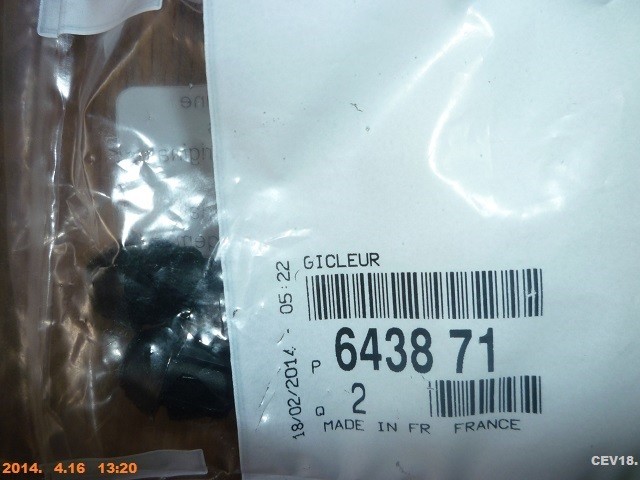 GICLEUR
18/02/2014 - 05:22
P 6438 71
Q 2
MADE IN FR FRANCE
2014. 4.16 13:20
CEV18.